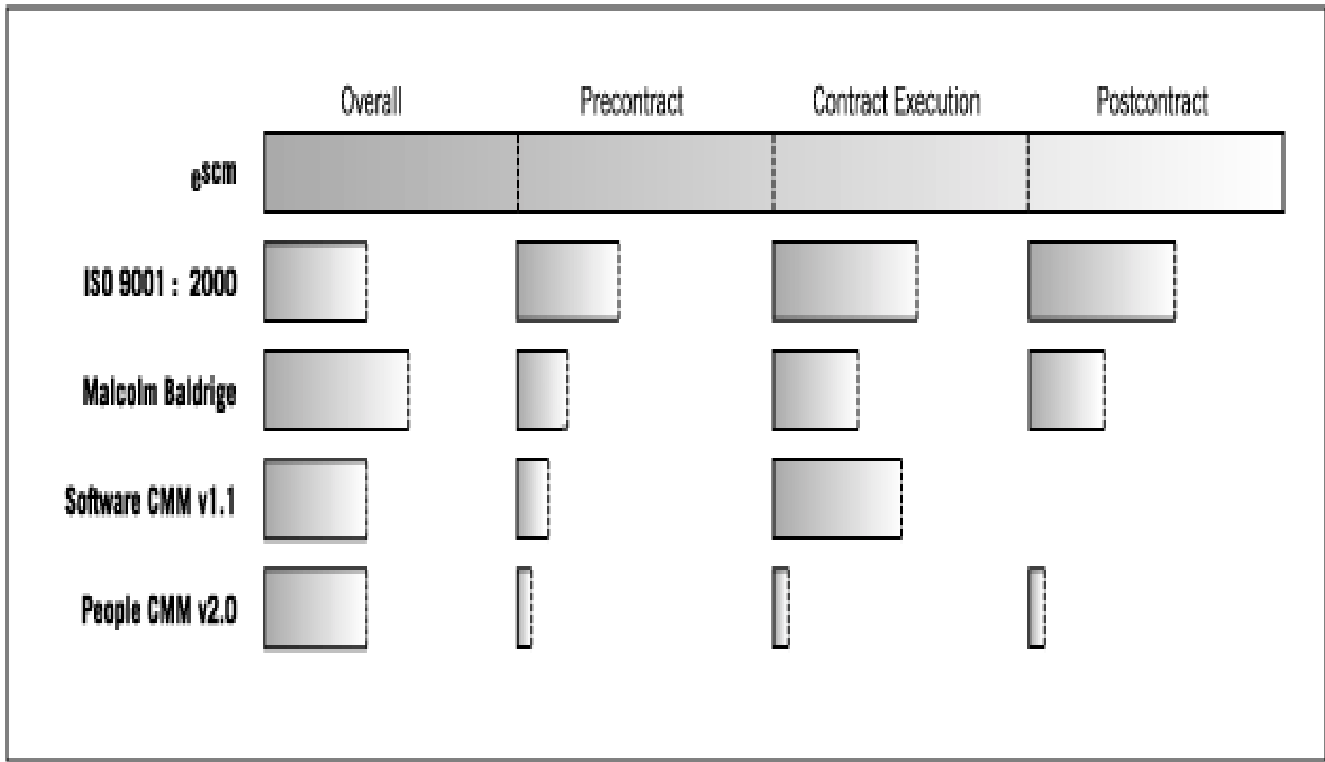 Overall Precontract Contract Execution Postcontract
escm
ISO 9001 : 2000
Malcolm Baldrige
Software CMM v1.1
People CMM v2.0